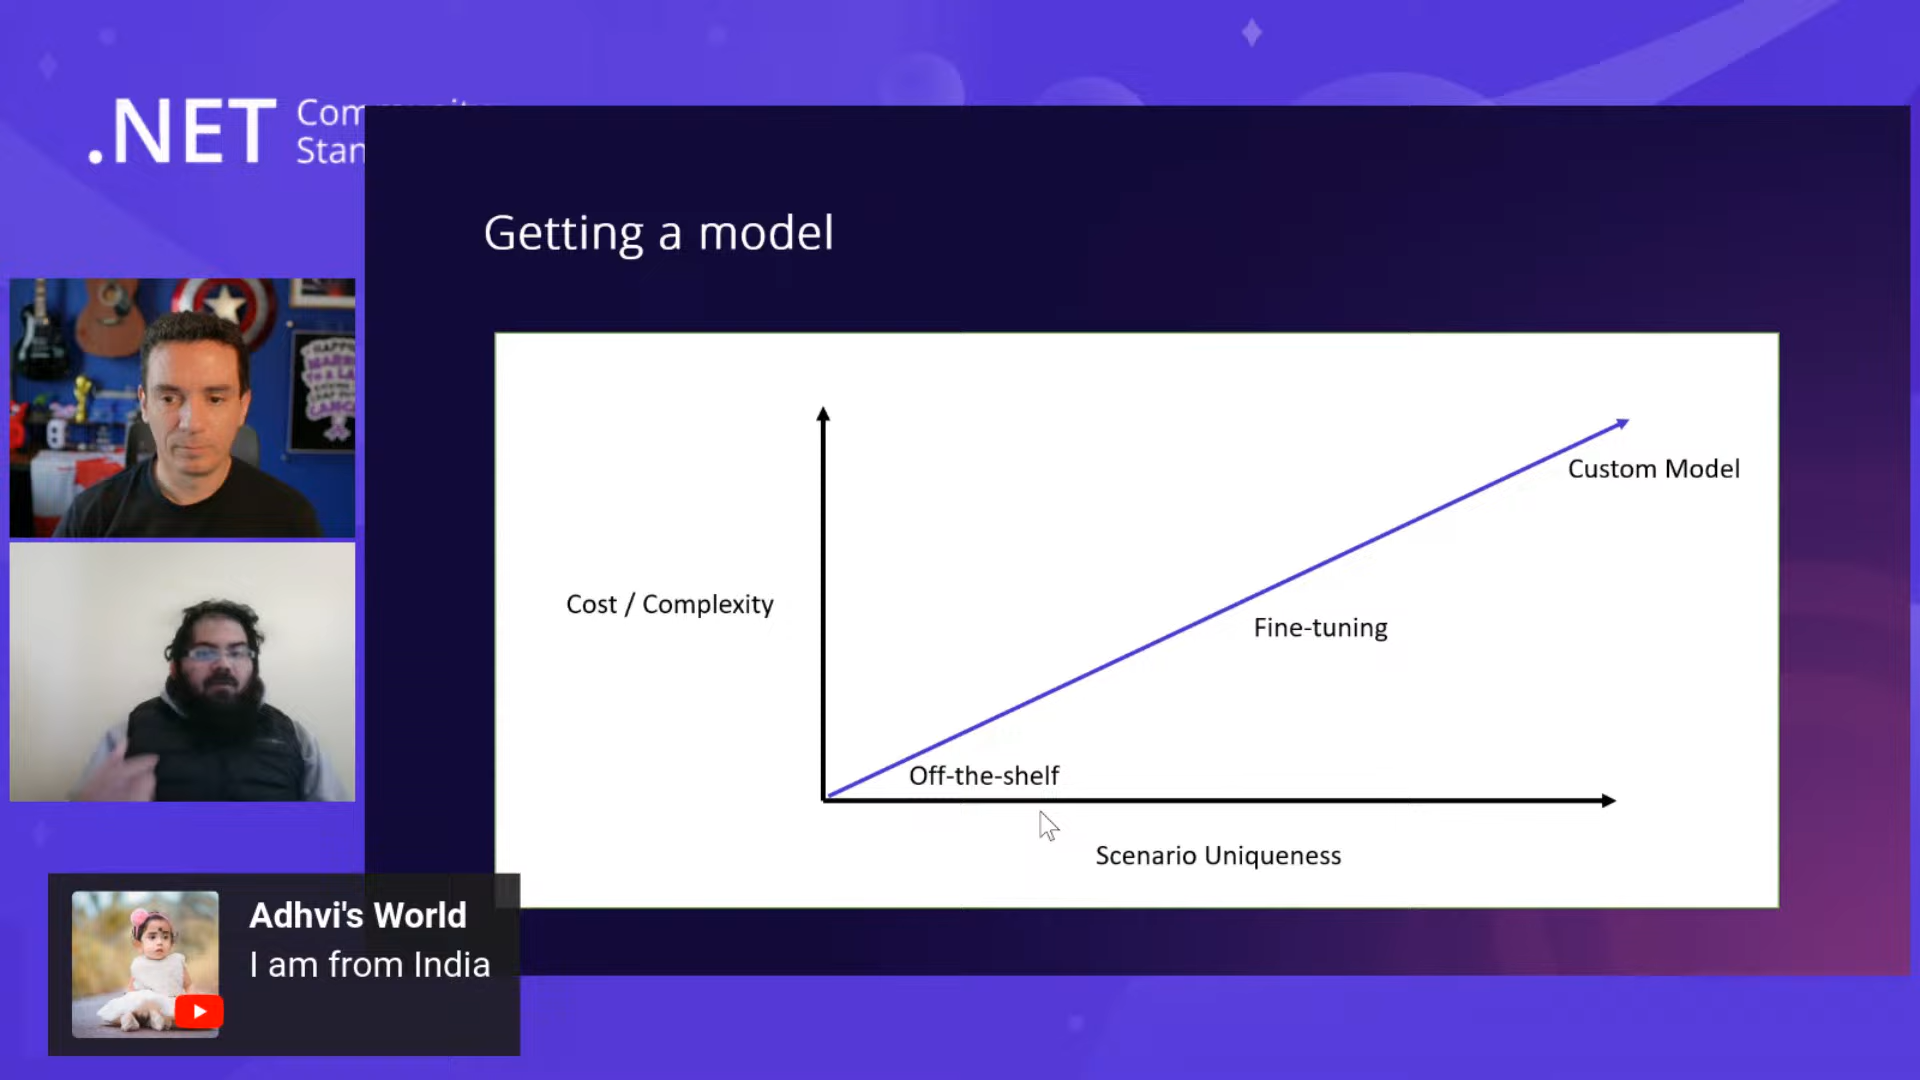 .NET
Getting a model
Cost / Complexity
Custom Model
Fine-tuning
Off-the-shelf
Scenario Uniqueness
Adhvi's World
I am from India